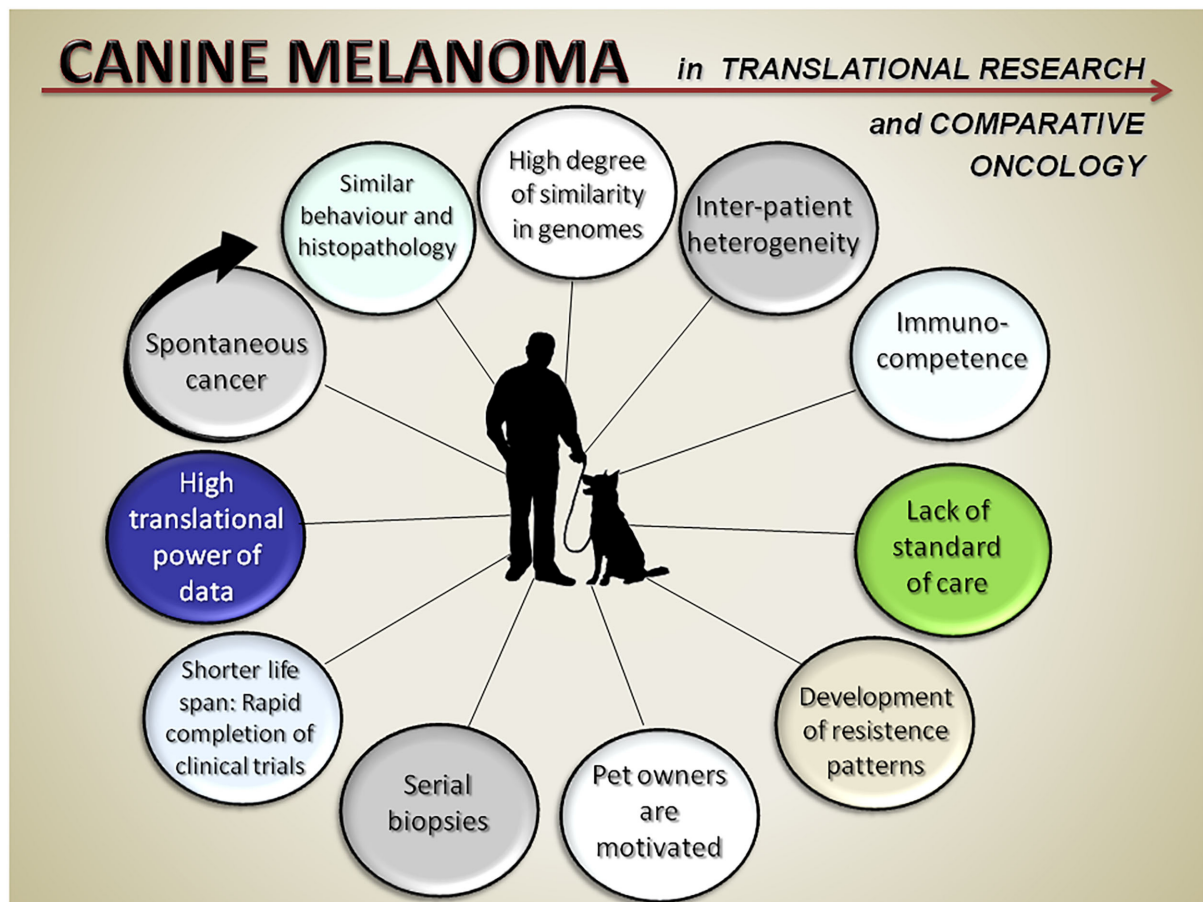 CANINE MELANOMA in TRANSLATIONAL RESEARCH
and COMPARATIVE
ONCOLOGY
Spontaneous
cancer
Similar
behaviour and
histopathology
High degree
of similarity
in genomes
Inter-patient
heterogeneity
Immuno-
competence
Lack of
standard
of care
Development
of resistence
patterns
Pet owners
are
motivated
Serial
biopsies
Shorter life
span: Rapid
completion of
clinical trials
High
translational
power of
data